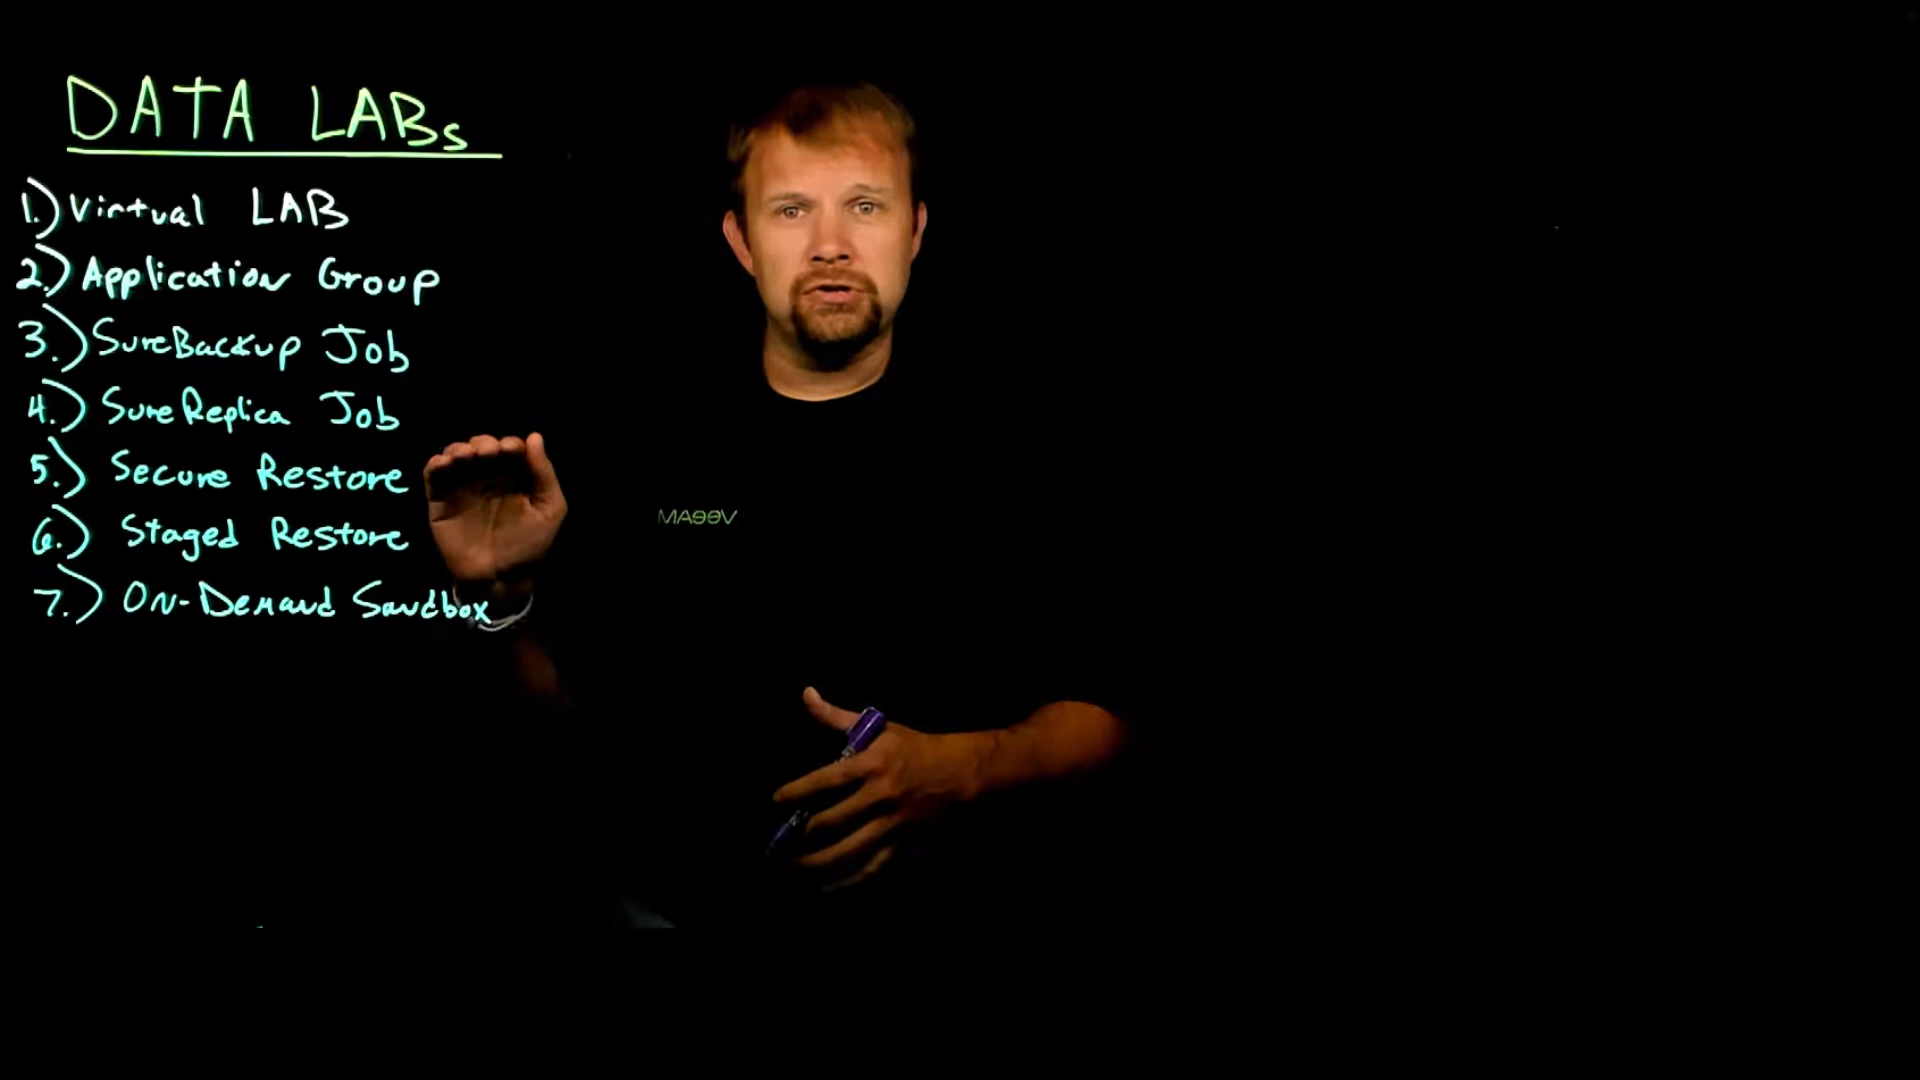 DATA LABs
1.) Virtual LAB
2.) Application Group
3.) SureBackup Job
4.) SureReplica Job
5.) Secure Restore
6.) Staged Restore
7.) ON-Demand Sandbox
VeeAM